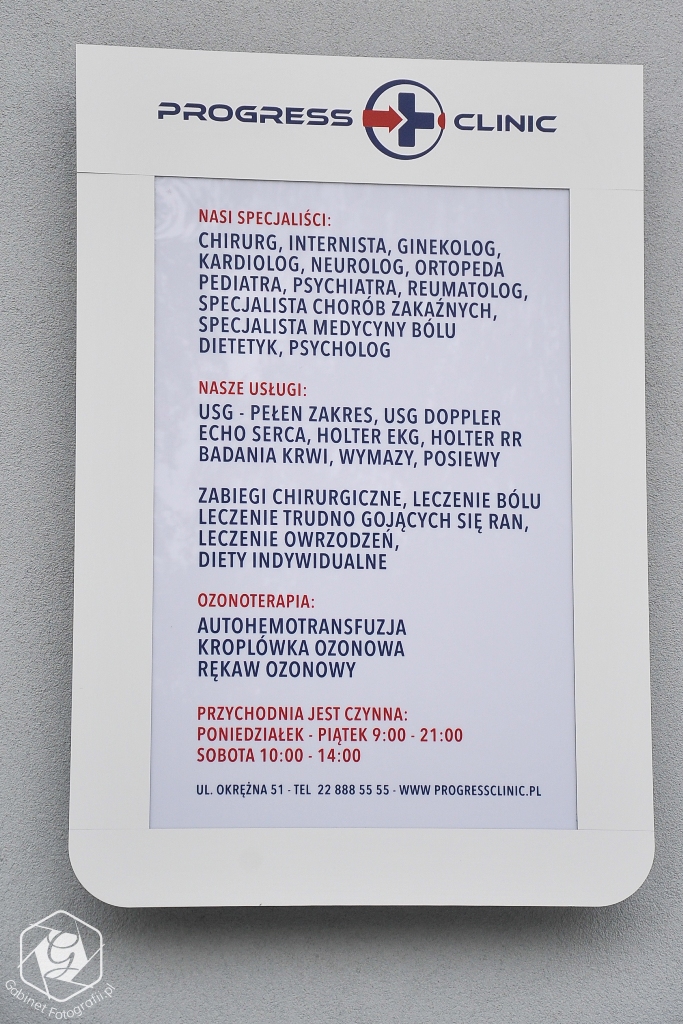 PROGRESS CLINIC
NASI SPECJALIŚCI:
CHIRURG, INTERNISTA, GINEKOLOG,
KARDIOLOG, NEUROLOG, ORTOPEDA
PEDIATRA, PSYCHIATRA, REUMATOLOG,
SPECJALISTA CHORÓB ZAKAŹNYCH,
SPECJALISTA MEDYCYNY BÓLU
DIETETYK, PSYCHOLOG
NASZE USŁUGI:
USG - PEŁEN ZAKRES, USG DOPPLER
ECHO SERCA, HOLTER EKG, HOLTER RR
BADANIA KRWI, WYMAZY, POSIEWY
ZABIEGI CHIRURGICZNE, LECZENIE BÓLU
LECZENIE TRUDNO GOJĄCYCH SIĘ RAN,
LECZENIE OWRZODZEŃ,
DIETY INDYWIDUALNE
OZONOTERAPIA:
AUTOHEMOTRANSFUZJA
KROPLÓWKA OZONOWA
RĘKAW OZONOWY
PRZYCHODNIA JEST CZYNNA:
PONIEDZIAŁEK - PIĄTEK 9:00 - 21:00
SOBOTA 10:00 - 14:00
UL. OKRĘŻNA 51 - TEL 22 888 55 55 - WWW PROGRESSCLINIC.PL
G
Gabinet Fotografii.pl